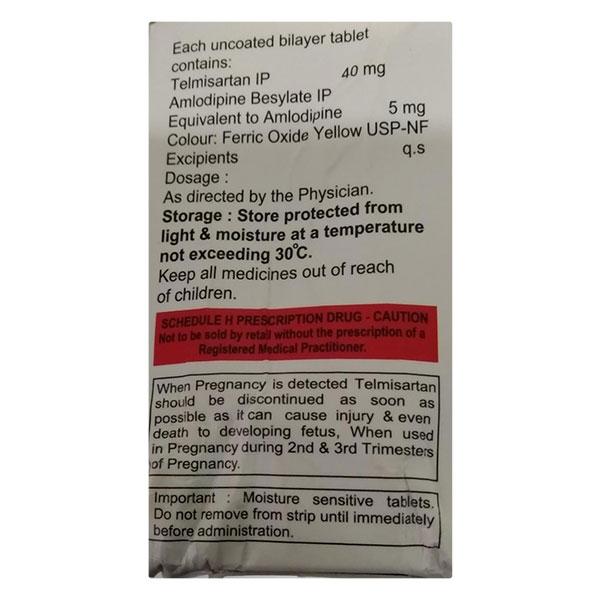 Each uncoated bilayer tablet
contains:
Telmisartan IP 40 mg
Amlodipine Besylate IP
Equivalent to Amlodipine 5 mg
Colour: Ferric Oxide Yellow USP-NF
Excipients q.s
Dosage :
As directed by the Physician.
Storage : Store protected from
light & moisture at a temperature
not exceeding 30°C.
Keep all medicines out of reach
of children.
SCHEDULE H PRESCRIPTION DRUG - CAUTION
Not to be sold by retail without the prescription of a
Registered Medical Practitioner.
When Pregnancy is detected Telmisartan
should be discontinued as soon as
possible as it can cause injury & even
death to developing fetus, When used
in Pregnancy during 2nd & 3rd Trimesters
of Pregnancy.
Important : Moisture sensitive tablets.
Do not remove from strip until immediately
before administration.